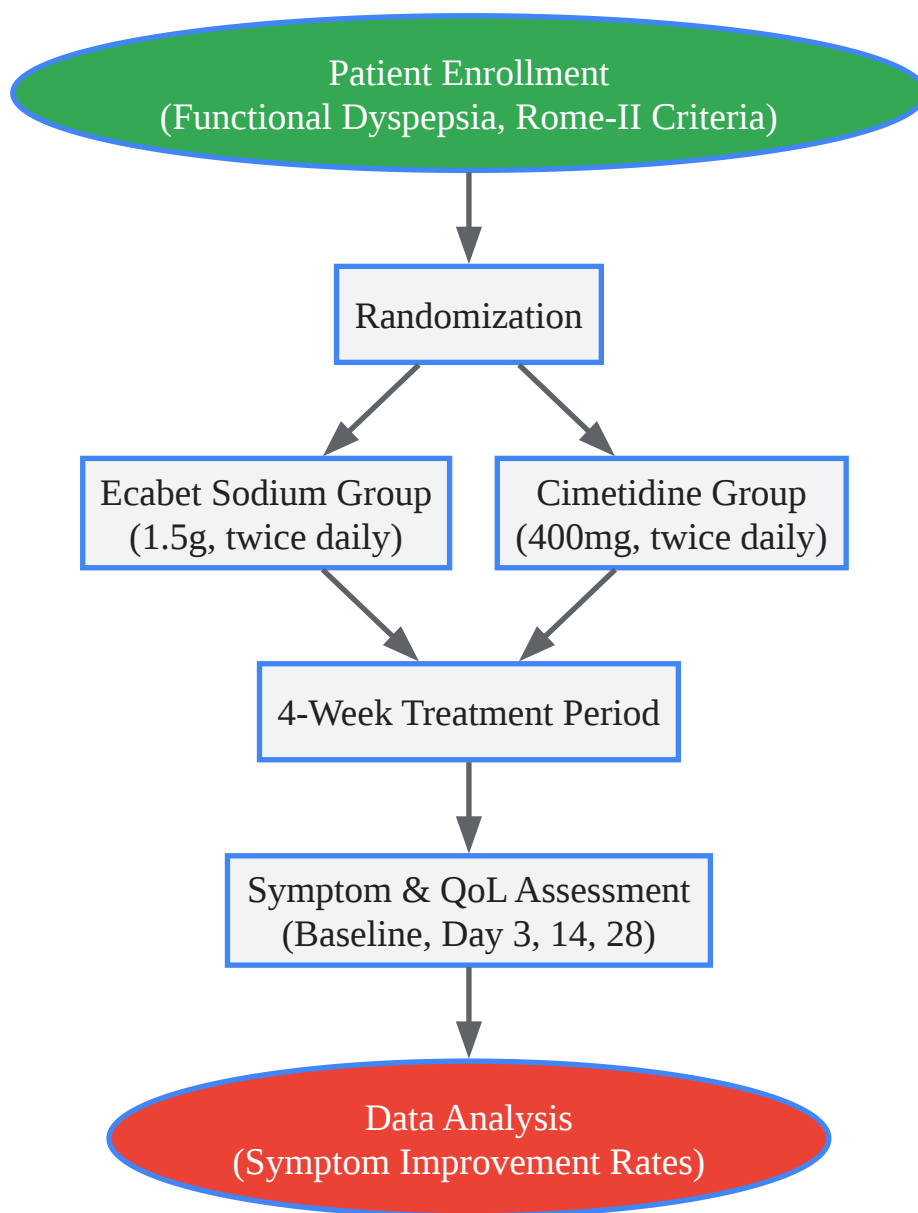 Patient Enrollment
(Functional Dyspepsia, Rome-II Criteria)
Randomization
Ecabet Sodium Group
(1.5g, twice daily)
Cimetidine Group
(400mg, twice daily)
4-Week Treatment Period
Symptom & QoL Assessment
(Baseline, Day 3, 14, 28)
Data Analysis
(Symptom Improvement Rates)